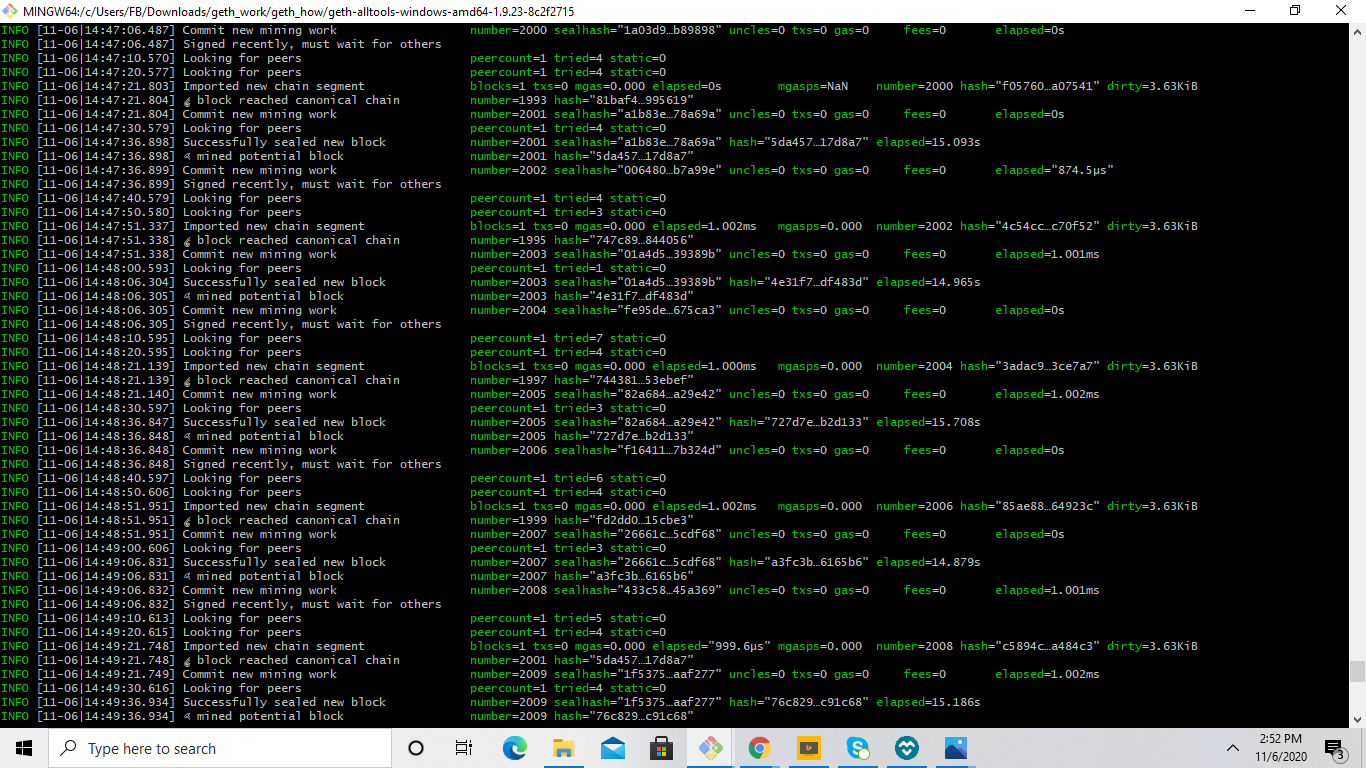 MINGW64:/c/Users/FB/Downloads/geth_work/geth_how/geth-alltools-windows-amd64-1.9.23-8c2f2715
INFO [11-06|14:47:06.487] Commit new mining work number=2000 sealhash="1a03d9…b89898" uncles=0 txs=0 gas=0 fees=0 elapsed=0s
INFO [11-06|14:47:06.487] Signed recently, must wait for others
INFO [11-06|14:47:10.570] Looking for peers peercount=1 tried=4 static=0
INFO [11-06|14:47:20.577] Looking for peers peercount=1 tried=4 static=0
INFO [11-06|14:47:21.803] Imported new chain segment blocks=1 txs=0 mgas=0.000 elapsed=0s mgasps=NaN number=2000 hash="f05760…a07541" dirty=3.63KiB
INFO [11-06|14:47:21.804] 🔗 block reached canonical chain number=1993 hash="81baf4…995619"
INFO [11-06|14:47:21.804] Commit new mining work number=2001 sealhash="a1b83e…78a69a" uncles=0 txs=0 gas=0 fees=0 elapsed=0s
INFO [11-06|14:47:30.579] Looking for peers peercount=1 tried=4 static=0
INFO [11-06|14:47:36.898] Successfully sealed new block number=2001 sealhash="a1b83e…78a69a" hash="5da457…17d8a7" elapsed=15.093s
INFO [11-06|14:47:36.898] 🔨 mined potential block number=2001 hash="5da457…17d8a7"
INFO [11-06|14:47:36.899] Commit new mining work number=2002 sealhash="006480…b7a99e" uncles=0 txs=0 gas=0 fees=0 elapsed="874.5µs"
INFO [11-06|14:47:36.899] Signed recently, must wait for others
INFO [11-06|14:47:40.579] Looking for peers peercount=1 tried=4 static=0
INFO [11-06|14:47:50.580] Looking for peers peercount=1 tried=3 static=0
INFO [11-06|14:47:51.337] Imported new chain segment blocks=1 txs=0 mgas=0.000 elapsed=1.002ms mgasps=0.000 number=2002 hash="4c54cc…c70f52" dirty=3.63KiB
INFO [11-06|14:47:51.338] 🔗 block reached canonical chain number=1995 hash="747c89…844056"
INFO [11-06|14:47:51.338] Commit new mining work number=2003 sealhash="01a4d5…39389b" uncles=0 txs=0 gas=0 fees=0 elapsed=1.001ms
INFO [11-06|14:48:00.593] Looking for peers peercount=1 tried=1 static=0
INFO [11-06|14:48:06.304] Successfully sealed new block number=2003 sealhash="01a4d5…39389b" hash="4e31f7…df483d" elapsed=14.965s
INFO [11-06|14:48:06.305] 🔨 mined potential block number=2003 hash="4e31f7…df483d"
INFO [11-06|14:48:06.305] Commit new mining work number=2004 sealhash="fe95de…675ca3" uncles=0 txs=0 gas=0 fees=0 elapsed=0s
INFO [11-06|14:48:06.305] Signed recently, must wait for others
INFO [11-06|14:48:10.595] Looking for peers peercount=1 tried=7 static=0
INFO [11-06|14:48:20.595] Looking for peers peercount=1 tried=4 static=0
INFO [11-06|14:48:21.139] Imported new chain segment blocks=1 txs=0 mgas=0.000 elapsed=1.000ms mgasps=0.000 number=2004 hash="3adac9…3ce7a7" dirty=3.63KiB
INFO [11-06|14:48:21.139] 🔗 block reached canonical chain number=1997 hash="744381…53ebef"
INFO [11-06|14:48:21.140] Commit new mining work number=2005 sealhash="82a684…a29e42" uncles=0 txs=0 gas=0 fees=0 elapsed=1.002ms
INFO [11-06|14:48:30.597] Looking for peers peercount=1 tried=3 static=0
INFO [11-06|14:48:36.847] Successfully sealed new block number=2005 sealhash="82a684…a29e42" hash="727d7e…b2d133" elapsed=15.708s
INFO [11-06|14:48:36.848] 🔨 mined potential block number=2005 hash="727d7e…b2d133"
INFO [11-06|14:48:36.848] Commit new mining work number=2006 sealhash="f16411…7b324d" uncles=0 txs=0 gas=0 fees=0 elapsed=0s
INFO [11-06|14:48:36.848] Signed recently, must wait for others
INFO [11-06|14:48:40.597] Looking for peers peercount=1 tried=6 static=0
INFO [11-06|14:48:50.606] Looking for peers peercount=1 tried=4 static=0
INFO [11-06|14:48:51.951] Imported new chain segment blocks=1 txs=0 mgas=0.000 elapsed=1.002ms mgasps=0.000 number=2006 hash="85ae88…64923c" dirty=3.63KiB
INFO [11-06|14:48:51.951] 🔗 block reached canonical chain number=1999 hash="fd2dd0…15cbe3"
INFO [11-06|14:48:51.951] Commit new mining work number=2007 sealhash="26661c…5cdf68" uncles=0 txs=0 gas=0 fees=0 elapsed=0s
INFO [11-06|14:49:00.606] Looking for peers peercount=1 tried=3 static=0
INFO [11-06|14:49:06.831] Successfully sealed new block number=2007 sealhash="26661c…5cdf68" hash="a3fc3b…6165b6" elapsed=14.879s
INFO [11-06|14:49:06.831] 🔨 mined potential block number=2007 hash="a3fc3b…6165b6"
INFO [11-06|14:49:06.832] Commit new mining work number=2008 sealhash="433c58…45a369" uncles=0 txs=0 gas=0 fees=0 elapsed=1.001ms
INFO [11-06|14:49:06.832] Signed recently, must wait for others
INFO [11-06|14:49:10.613] Looking for peers peercount=1 tried=5 static=0
INFO [11-06|14:49:20.615] Looking for peers peercount=1 tried=4 static=0
INFO [11-06|14:49:21.748] Imported new chain segment blocks=1 txs=0 mgas=0.000 elapsed="999.6µs" mgasps=0.000 number=2008 hash="c5894c…a484c3" dirty=3.63KiB
INFO [11-06|14:49:21.748] 🔗 block reached canonical chain number=2001 hash="5da457…17d8a7"
INFO [11-06|14:49:21.749] Commit new mining work number=2009 sealhash="1f5375…aaf277" uncles=0 txs=0 gas=0 fees=0 elapsed=1.002ms
INFO [11-06|14:49:30.616] Looking for peers peercount=1 tried=4 static=0
INFO [11-06|14:49:36.934] Successfully sealed new block number=2009 sealhash="1f5375…aaf277" hash="76c829…c91c68" elapsed=15.186s
INFO [11-06|14:49:36.934] 🔨 mined potential block number=2009 hash="76c829…c91c68"
Type here to search
2:52 PM
11/6/2020
3